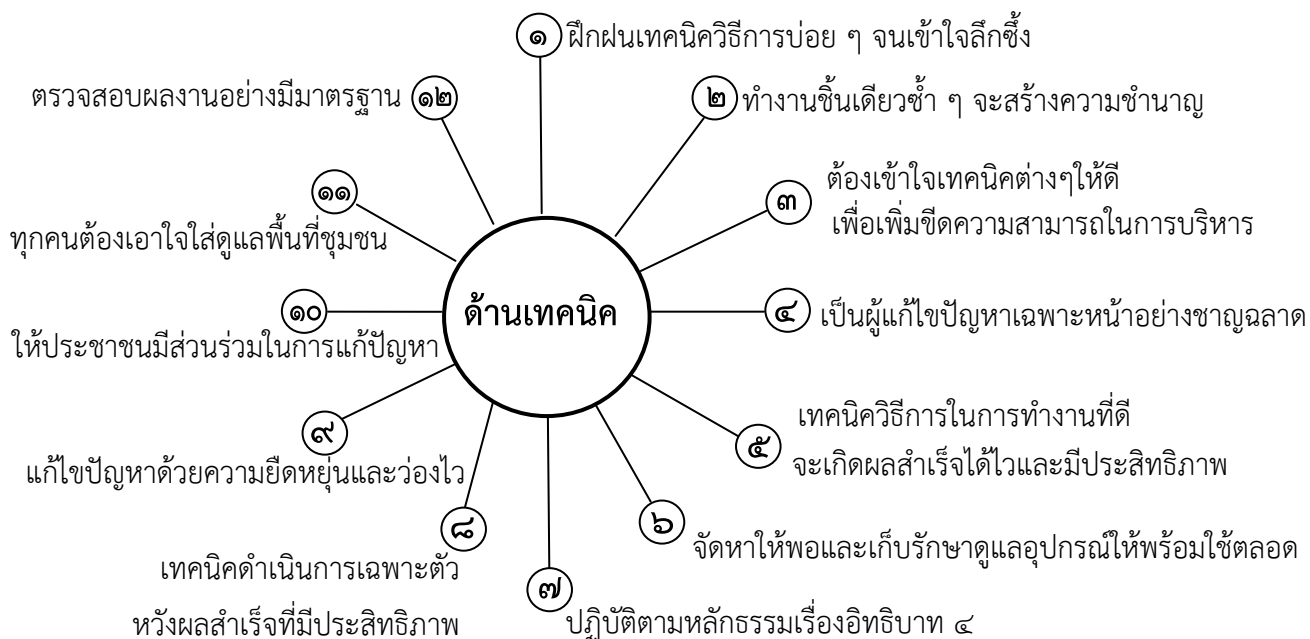 ด้านเทคนิค
๑ ฝึกฝนเทคนิควิธีการบ่อย ๆ จนเข้าใจลึกซึ้ง
๒ ทำงานชิ้นเดียวซ้ำ ๆ จะสร้างความชำนาญ
๓ ต้องเข้าใจเทคนิคต่างๆให้ดี
เพื่อเพิ่มขีดความสามารถในการบริหาร
๔ เป็นผู้แก้ไขปัญหาเฉพาะหน้าอย่างชาญฉลาด
๕ เทคนิควิธีการในการทำงานที่ดี
จะเกิดผลสำเร็จได้ไวและมีประสิทธิภาพ
๖ จัดหาให้พอและเก็บรักษาดูแลอุปกรณ์ให้พร้อมใช้ตลอด
๗ ปฏิบัติตามหลักธรรมเรื่องอิทธิบาท ๔
๘ เทคนิคดำเนินการเฉพาะตัว
หวังผลสำเร็จที่มีประสิทธิภาพ
๙ แก้ไขปัญหาด้วยความยืดหยุ่นและว่องไว
๑๐ ให้ประชาชนมีส่วนร่วมในการแก้ปัญหา
๑๑ ทุกคนต้องเอาใจใส่ดูแลพื้นที่ชุมชน
๑๒ ตรวจสอบผลงานอย่างมีมาตรฐาน